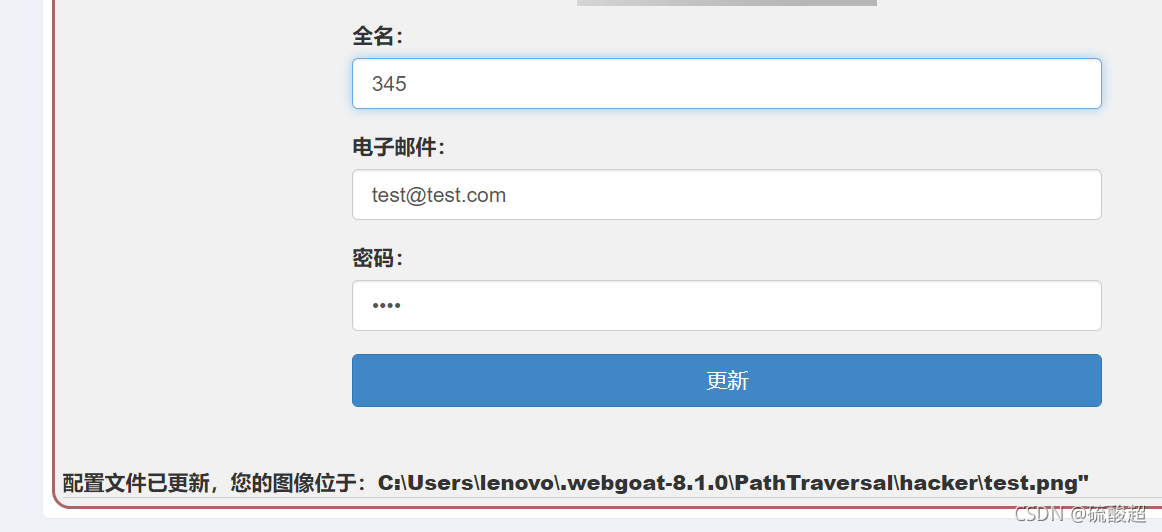 全名：
345
电子邮件：
test@test.com
密码：
••••
更新
配置文件已更新，您的图像位于：C:\Users\lenovo\.webgoat-8.1.0\PathTraversal\hacker\test.png"
CSDN @硫酸超